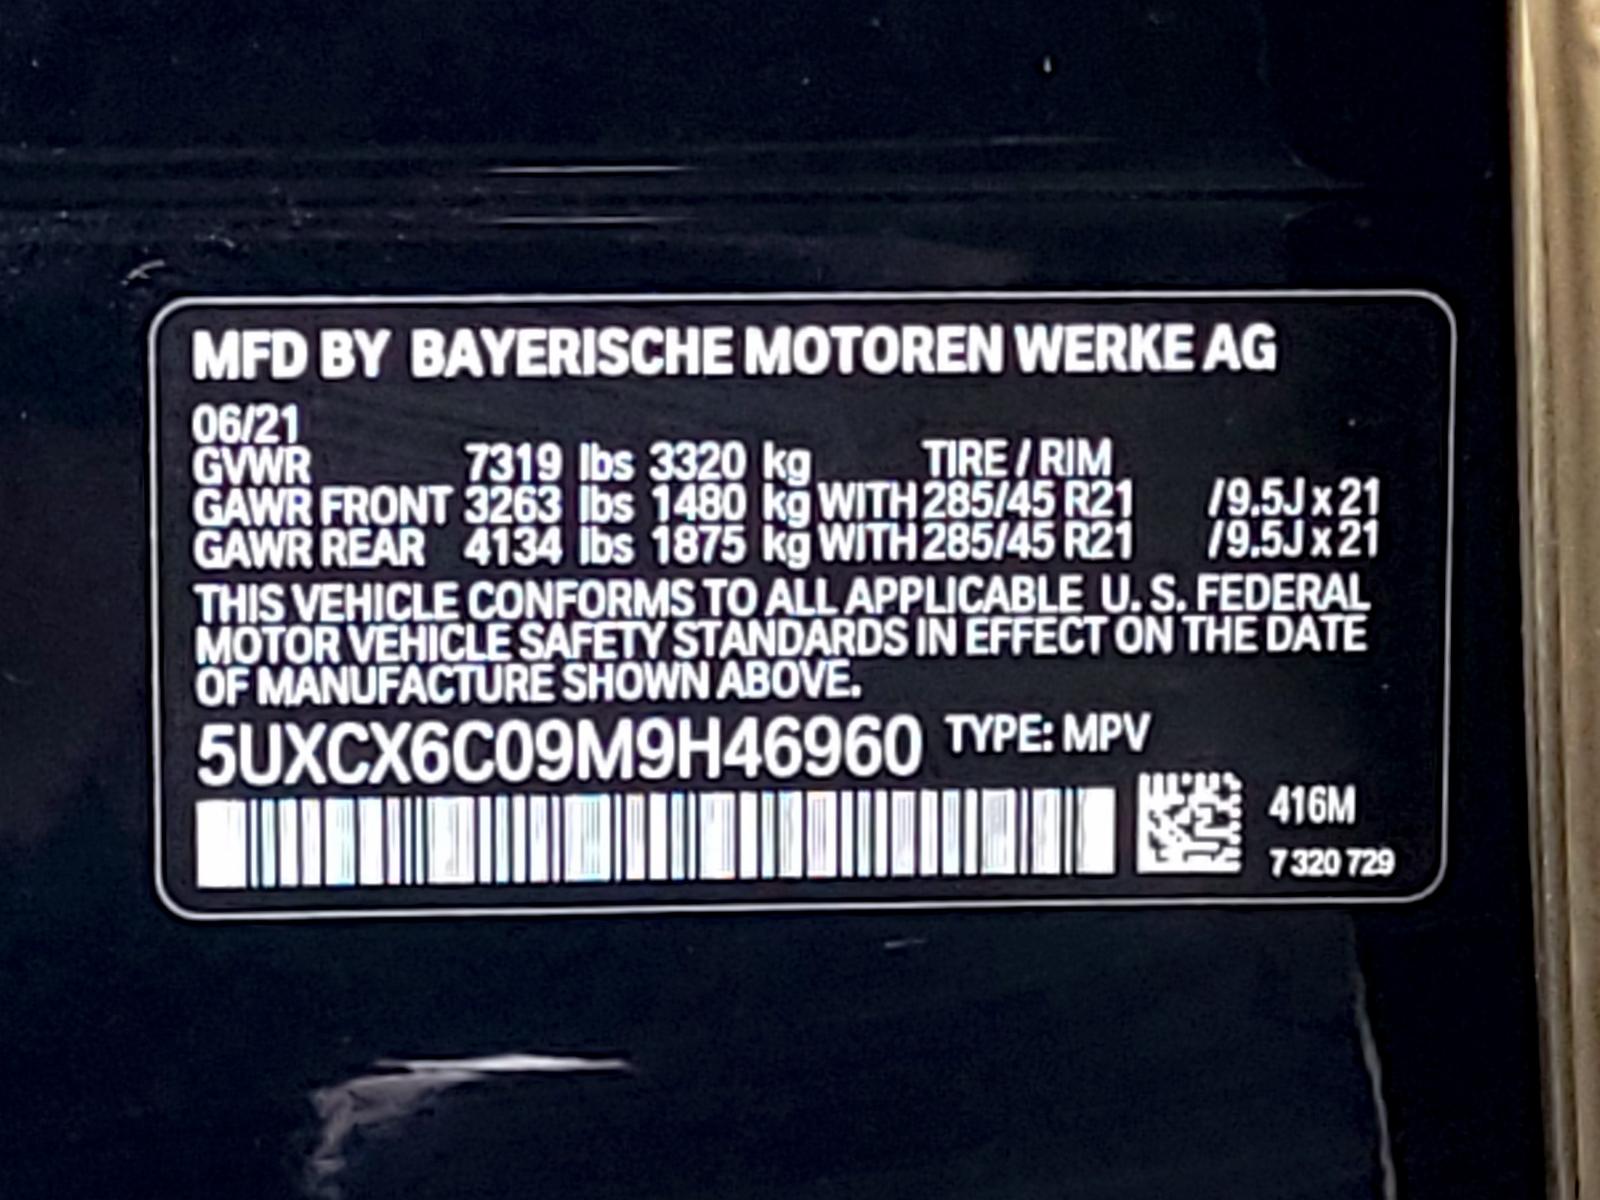 MFD BY BAYERISCHE MOTOREN WERKE AG
06/21
GVWR 7319 lbs 3320 kg TIRE / RIM
GAWR FRONT 3263 lbs 1480 kg WITH 285/45 R21 / 9.5J x 21
GAWR REAR 4134 lbs 1875 kg WITH 285/45 R21 / 9.5J x 21
THIS VEHICLE CONFORMS TO ALL APPLICABLE U. S. FEDERAL
MOTOR VEHICLE SAFETY STANDARDS IN EFFECT ON THE DATE
OF MANUFACTURE SHOWN ABOVE.
5UXCX6C09M9H46960 TYPE: MPV
416M
7 320 729